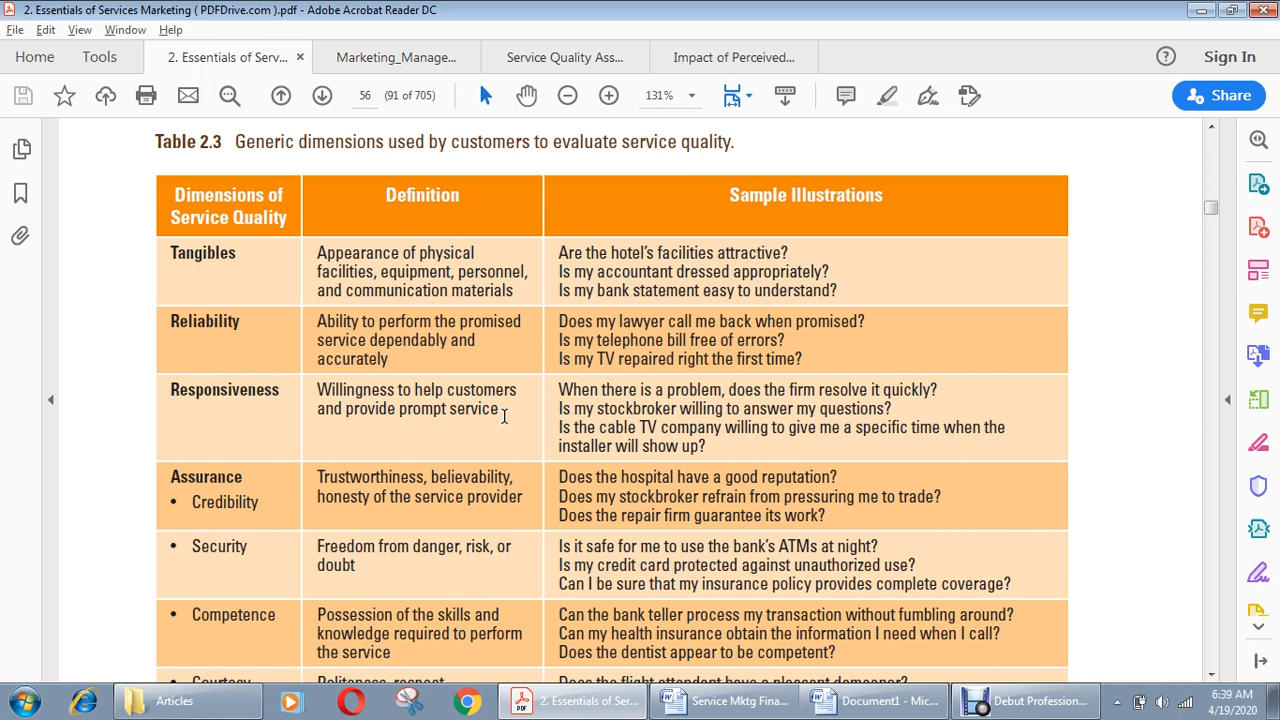 2. Essentials of Services Marketing ( PDFDrive.com ).pdf - Adobe Acrobat Reader DC
File Edit View Window Help
Home Tools 2. Essentials of Serv... × Marketing_Manage... Service Quality Ass... Impact of Perceived... Sign In
56 (91 of 705) 131% Share
Table 2.3 Generic dimensions used by customers to evaluate service quality.
Dimensions of
Service Quality
Definition
Sample Illustrations
Tangibles
Appearance of physical
facilities, equipment, personnel,
and communication materials
Are the hotel's facilities attractive?
Is my accountant dressed appropriately?
Is my bank statement easy to understand?
Reliability
Ability to perform the promised
service dependably and
accurately
Does my lawyer call me back when promised?
Is my telephone bill free of errors?
Is my TV repaired right the first time?
Responsiveness
Willingness to help customers
and provide prompt service
When there is a problem, does the firm resolve it quickly?
Is my stockbroker willing to answer my questions?
Is the cable TV company willing to give me a specific time when the
installer will show up?
Assurance
• Credibility
Trustworthiness, believability,
honesty of the service provider
Does the hospital have a good reputation?
Does my stockbroker refrain from pressuring me to trade?
Does the repair firm guarantee its work?
• Security
Freedom from danger, risk, or
doubt
Is it safe for me to use the bank's ATMs at night?
Is my credit card protected against unauthorized use?
Can I be sure that my insurance policy provides complete coverage?
• Competence
Possession of the skills and
knowledge required to perform
the service
Can the bank teller process my transaction without fumbling around?
Can my health insurance obtain the information I need when I call?
Does the dentist appear to be competent?
Courtesy
Politeness, respect
Does the flight attendant have a pleasant demeanor?
Articles 2. Essentials of Ser... Service Mktg Fina... Document1 - Mic... Debut Profession...
6:39 AM
4/19/2020